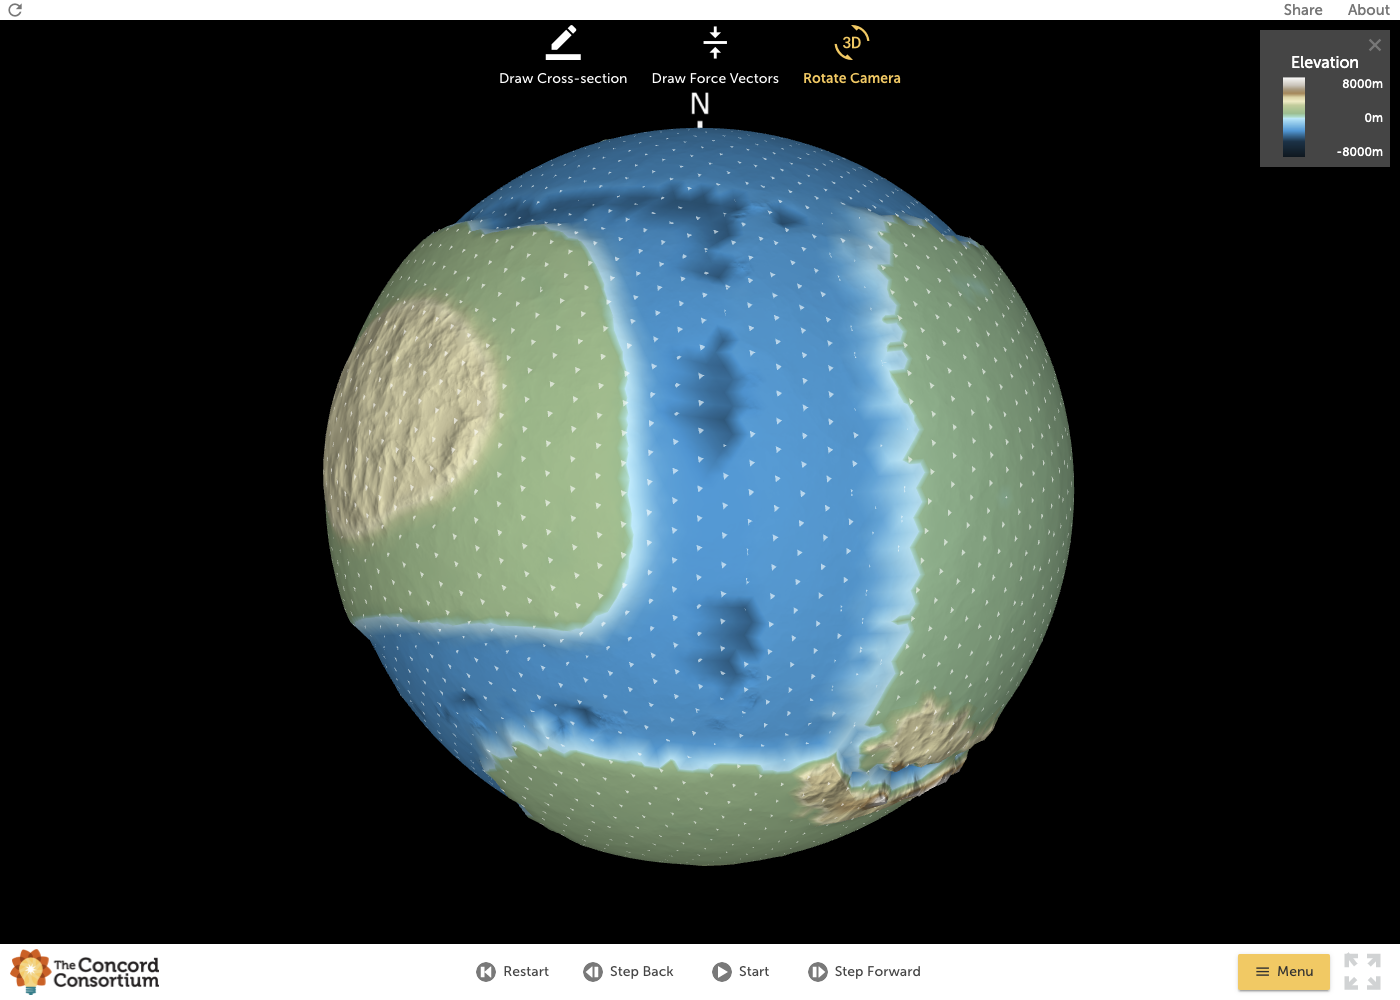 Share About
Draw Cross-section Draw Force Vectors 3D Rotate Camera
N
Elevation
8000m
0m
-8000m
The Concord
Consortium
Restart Step Back Start Step Forward Menu